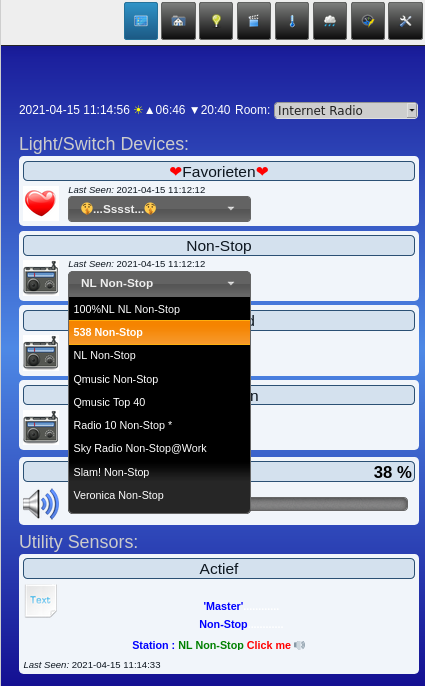 2021-04-15 11:14:56 ☀▲06:46 ▼20:40 Room: Internet Radio
Light/Switch Devices:
❤Favorieten❤
Last Seen: 2021-04-15 11:12:12
🤫...Sssst...🤫
Non-Stop
Last Seen: 2021-04-15 11:12:12
NL Non-Stop
100%NL NL Non-Stop
538 Non-Stop
NL Non-Stop
Qmusic Non-Stop
Qmusic Top 40
Radio 10 Non-Stop *
Sky Radio Non-Stop@Work
Slam! Non-Stop
Veronica Non-Stop
38 %
Utility Sensors:
Actief
Text
'Master'
Non-Stop
Station : NL Non-Stop Click me
Last Seen: 2021-04-15 11:14:33